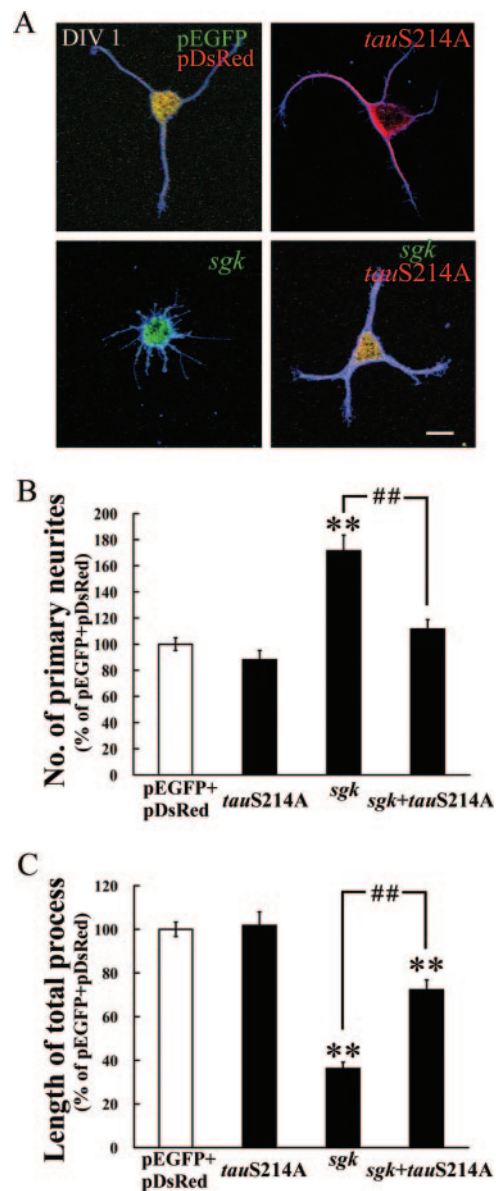 A
DIV 1
pEGFP
pDsRed
tauS214A
sgk
sgk
tauS214A
B
No. of primary neurites
(% of pEGFP+pDsRed)
200
180
160
140
120
100
80
60
40
20
0
**
##
pEGFP+
pDsRed
tauS214A
sgk
sgk+tauS214A
C
Length of total process
(% of pEGFP+pDsRed)
120
100
80
60
40
20
0
**
##
**
pEGFP+
pDsRed
tauS214A
sgk
sgk+tauS214A